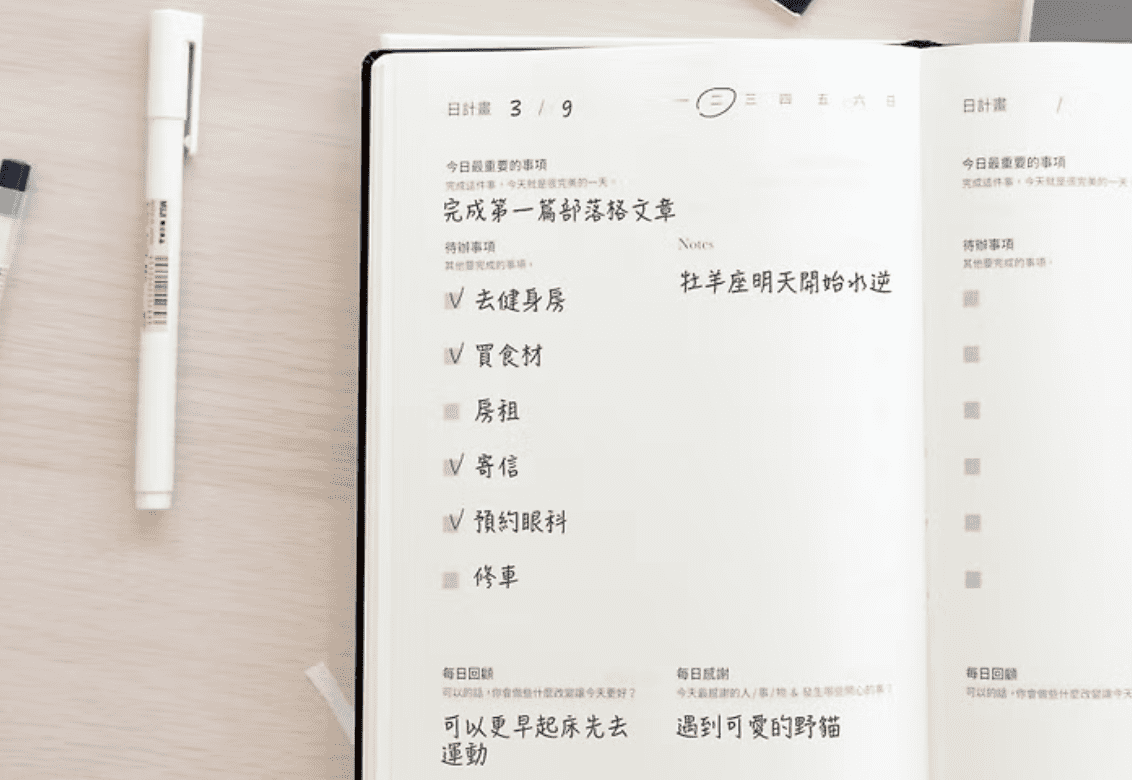 日計畫 3 / 9 一 二 三 四 五 六 日
今日最重要的事項
完成這件事，今天就是很完美的一天。
完成第一篇部落格文章
待辦事項
其他要完成的事項。
去健身房
買食材
房租
寄信
預約眼科
修車
Notes
牡羊座明天開始水逆
每日回顧
可以的話，你會做些什麼改變讓今天更好？
可以更早起床先去
運動
每日感謝
今天最感謝的人/事/物 & 發生哪些開心的事？
遇到可愛的野貓
日計畫 /
今日最重要的事項
完成這件事，今天就是很完美的一天
待辦事項
其他要完成的事項。
每日回顧
可以的話，你會做些什麼改變讓今天
MUJI